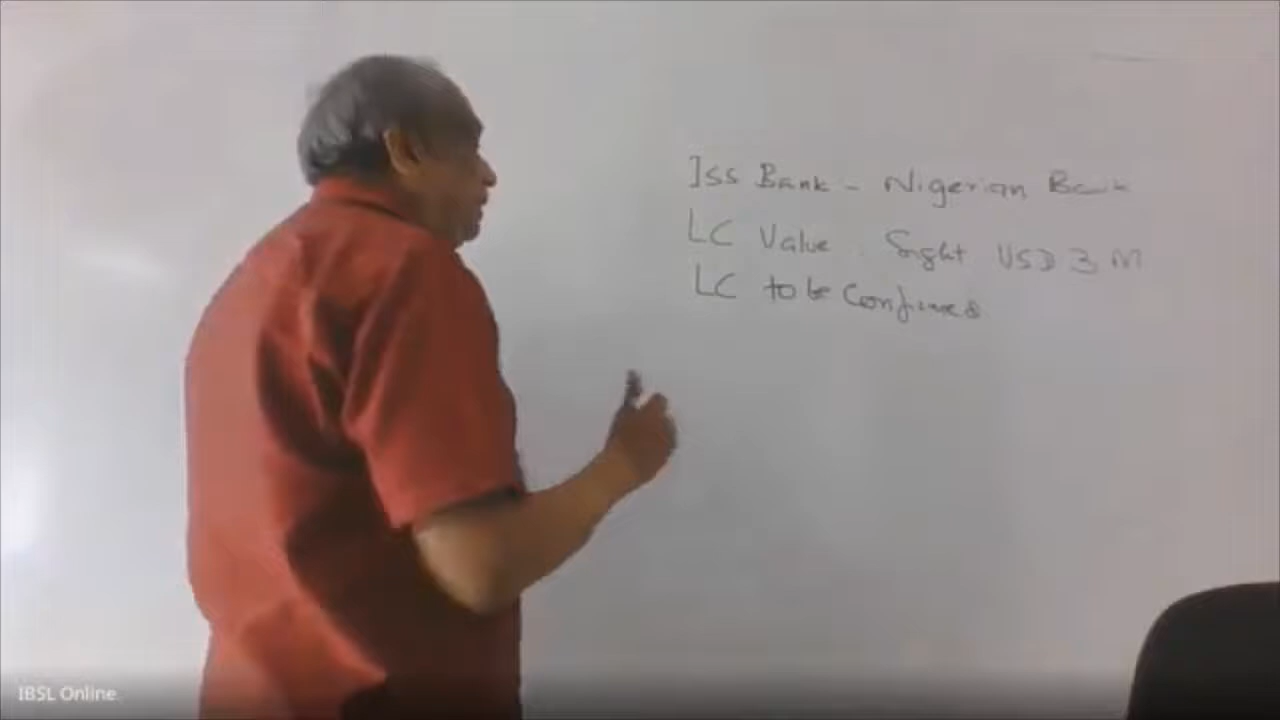 Iss Bank - Nigerian Bank
LC Value . Sight USD 3 M
LC to be Confirmed
IBSL Online